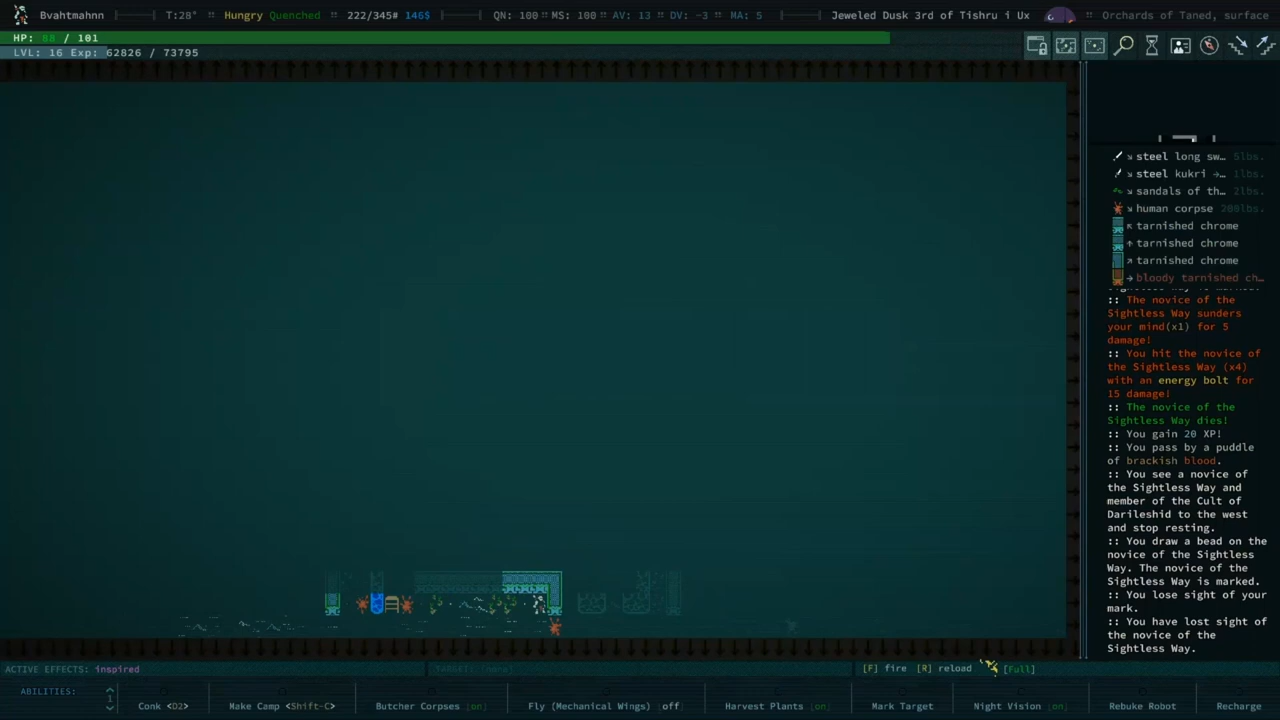 Bvahtmahnn T:28° :: Hungry Quenched :: 222/345# 146$ QN: 100 :: MS: 100 :: AV: 13 :: DV: -3 :: MA: 5 Jeweled Dusk 3rd of Tishru i Ux :: Orchards of Taned, surface
HP: 88 / 101
LVL: 16 Exp: 62826 / 73795
steel long sw… 5lbs.
steel kukri →… 1lbs.
sandals of th… 2lbs.
human corpse 200lbs.
tarnished chrome
tarnished chrome
tarnished chrome
bloody tarnished ch…
:: The novice of the
Sightless Way sunders
your mind(x1) for 5
damage!
:: You hit the novice of
the Sightless Way (x4)
with an energy bolt for
15 damage!
:: The novice of the
Sightless Way dies!
:: You gain 20 XP!
:: You pass by a puddle
of brackish blood.
:: You see a novice of
the Sightless Way and
member of the Cult of
Darileshid to the west
and stop resting.
:: You draw a bead on the
novice of the Sightless
Way. The novice of the
Sightless Way is marked.
:: You lose sight of your
mark.
:: You have lost sight of
the novice of the
Sightless Way.
ACTIVE EFFECTS: inspired TARGET: [none] [F] fire [R] reload [Full]
ABILITIES: 1 Conk <O2> Make Camp <Shift-C> Butcher Corpses [on] Fly (Mechanical Wings) [off] Harvest Plants [on] Mark Target Night Vision [on] Rebuke Robot Recharge